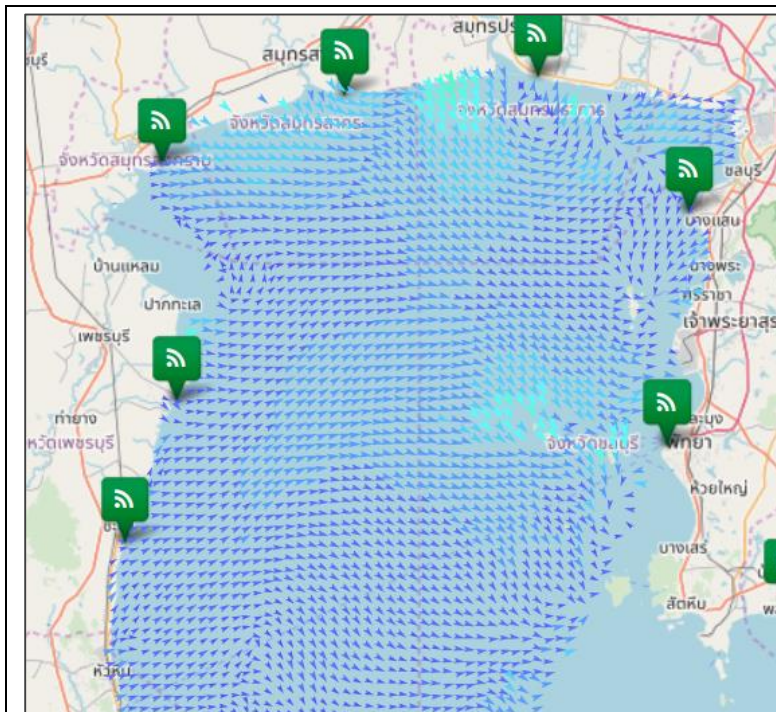 สมุทรปร
สมุทรส
จังหวัดสมุทรปราการ
จังหวัดสมุทรสาคร
จังหวัดสมุทรสงคราม
ชลบุรี
บางแสน
บ้านแหลม
ศรีราชา
ปากทะเล
เจ้าพระยาสุร
เพชรบุรี
ท่ายาง
ละมุง
หวัดเพชรบุรี
จังหวัดชลบุรี
พัทยา
ห้วยใหญ่
ชะ
บางเสร่
สัตหีบ
หัวหิน